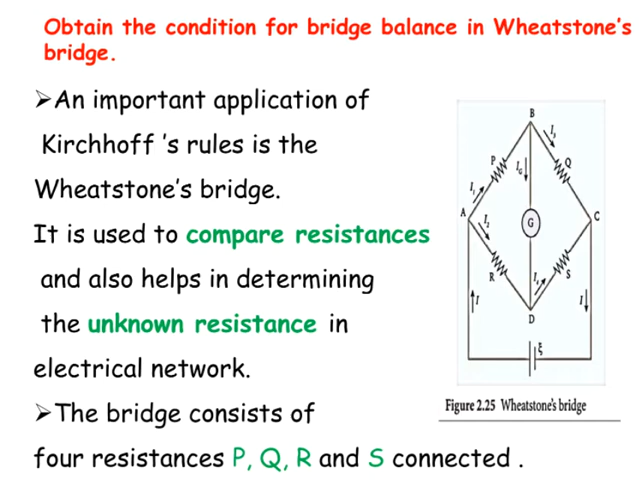 Obtain the condition for bridge balance in Wheatstone's
bridge.
➢An important application of
Kirchhoff 's rules is the
Wheatstone's bridge.
It is used to compare resistances
and also helps in determining
the unknown resistance in
electrical network.
➢The bridge consists of
four resistances P, Q, R and S connected .
B
I₃
P
I_G
Q
I₁
A
C
I₂
G
R
I₄
S
I
I
D
ξ
Figure 2.25 Wheatstone's bridge